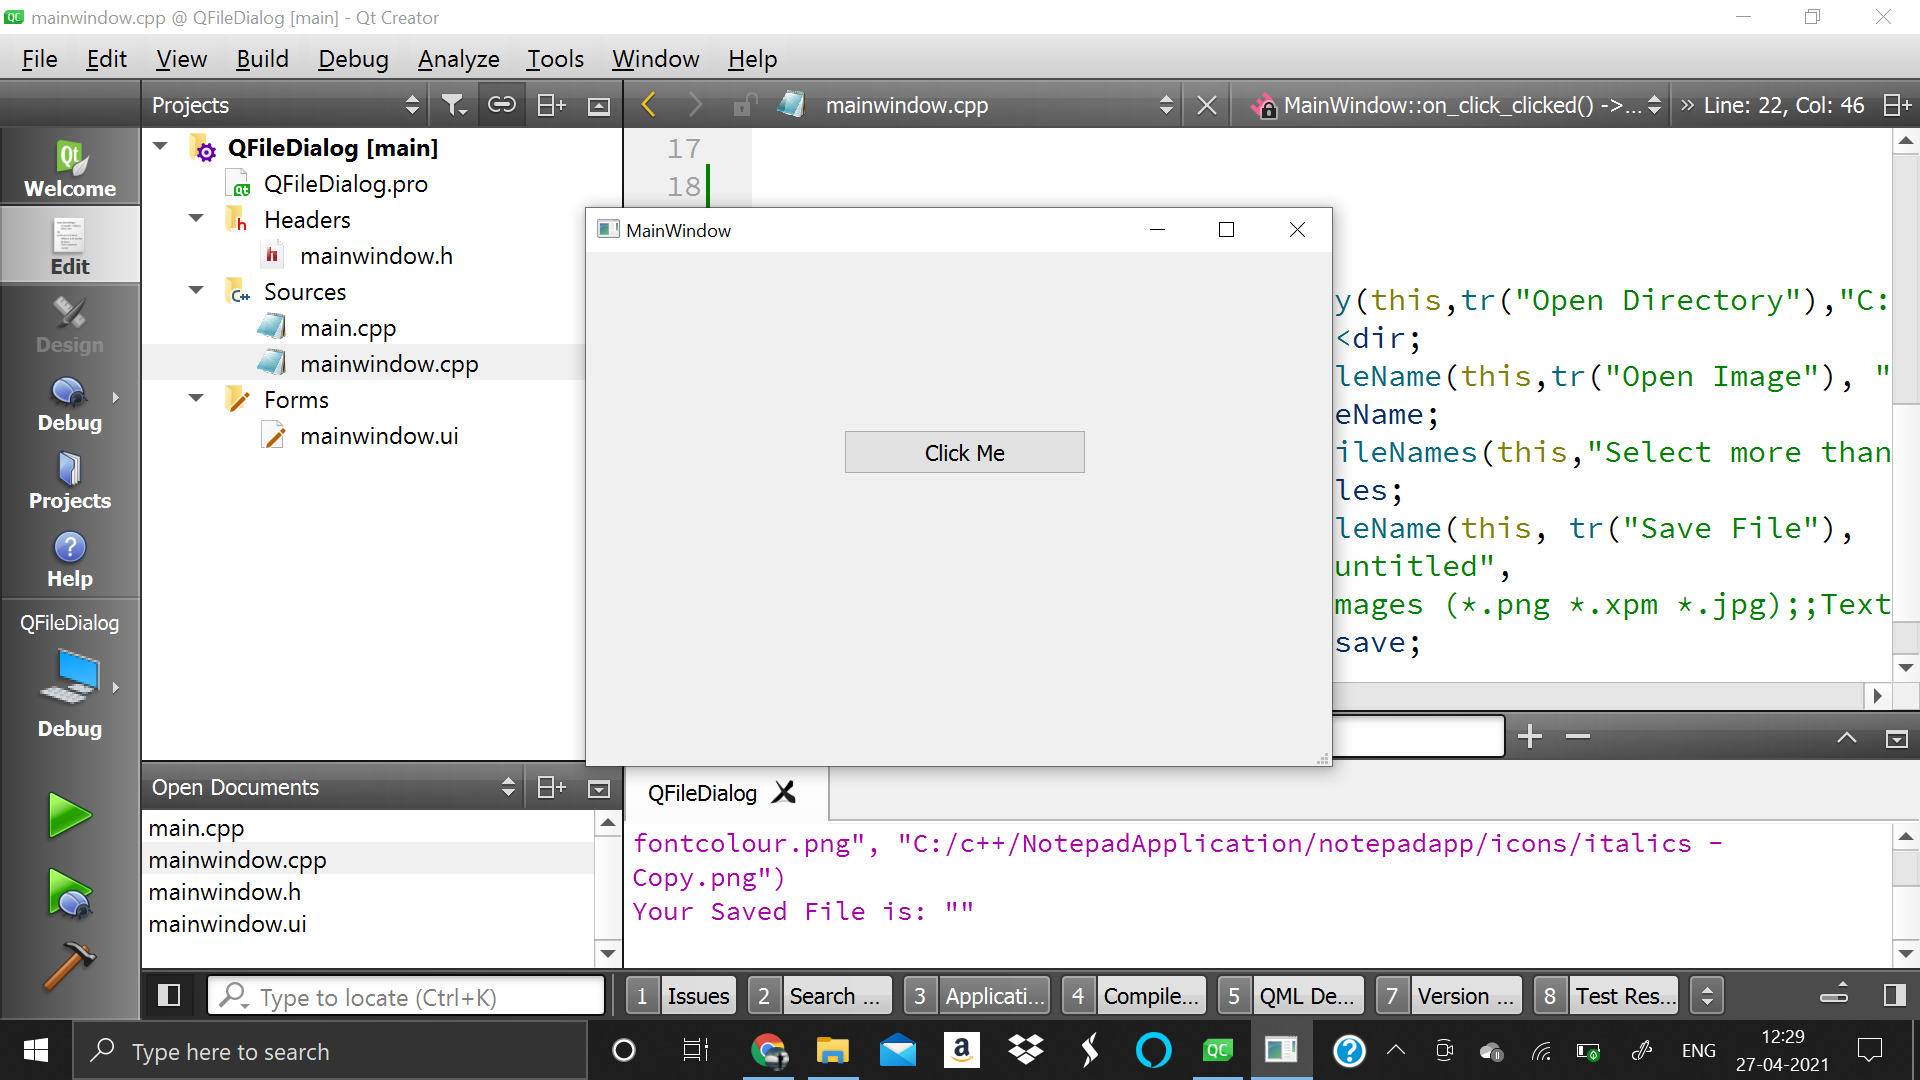 mainwindow.cpp @ QFileDialog [main] - Qt Creator
File Edit View Build Debug Analyze Tools Window Help
Projects
mainwindow.cpp
MainWindow::on_click_clicked() ->...
» Line: 22, Col: 46
Welcome
Edit
Design
Debug
Projects
Help
QFileDialog
Debug
QFileDialog [main]
QFileDialog.pro
Headers
mainwindow.h
Sources
main.cpp
mainwindow.cpp
Forms
mainwindow.ui
17
18
y(this,tr("Open Directory"),"C:
<dir;
leName(this,tr("Open Image"), "
eName;
ileNames(this,"Select more than
les;
leName(this, tr("Save File"),
untitled",
mages (*.png *.xpm *.jpg);;Text
save;
MainWindow
Click Me
Open Documents
main.cpp
mainwindow.cpp
mainwindow.h
mainwindow.ui
QFileDialog
fontcolour.png", "C:/c++/NotepadApplication/notepadapp/icons/italics -
Copy.png")
Your Saved File is: ""
Type to locate (Ctrl+K)
1 Issues 2 Search ... 3 Applicati... 4 Compile... 5 QML De... 7 Version ... 8 Test Res...
Type here to search
ENG
12:29
27-04-2021